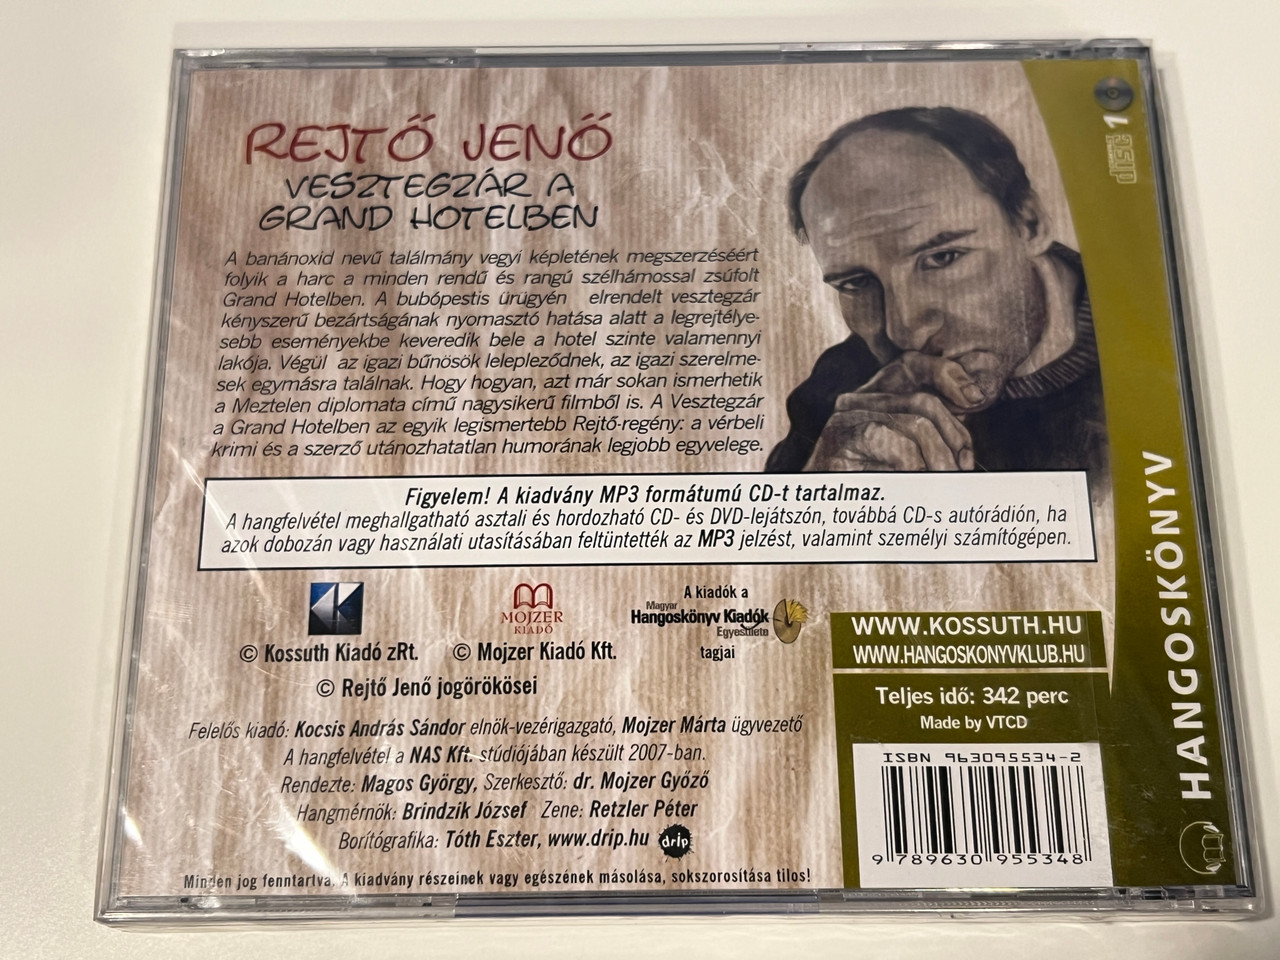 REJTŐ JENŐ
VESZTEGZÁR A
GRAND HOTELBEN
A banánoxid nevű találmány vegyi képletének megszerzéséért
folyik a harc a minden rendű és rangú szélhámossal zsúfolt
Grand Hotelben. A bubópestis ürügyén elrendelt vesztegzár
kényszerű bezártságának nyomasztó hatása alatt a legrejtélye-
sebb eseményekbe keveredik bele a hotel szinte valamennyi
lakója. Végül az igazi bűnösök lelepleződnek, az igazi szerelme-
sek egymásra találnak. Hogy hogyan, azt már sokan ismerhetik
a Meztelen diplomata című nagysikerű filmből is. A Vesztegzár
a Grand Hotelben az egyik legismertebb Rejtő-regény: a vérbeli
krimi és a szerző utánozhatatlan humorának legjobb egyvelege.
Figyelem! A kiadvány MP3 formátumú CD-t tartalmaz.
A hangfelvétel meghallgatható asztali és hordozható CD- és DVD-lejátszón, továbbá CD-s autórádión, ha
azok dobozán vagy használati utasításában feltüntették az MP3 jelzést, valamint személyi számítógépen.
MOJZER
KIADÓ
A kiadók a
Magyar
Hangoskönyv Kiadók
Egyesülete
tagjai
© Kossuth Kiadó zRt. © Mojzer Kiadó Kft.
© Rejtő Jenő jogörökösei
Felelős kiadó: Kocsis András Sándor elnök-vezérigazgató, Mojzer Márta ügyvezető
A hangfelvétel a NAS Kft. stúdiójában készült 2007-ban.
Rendezte: Magos György, Szerkesztő: dr. Mojzer Győző
Hangmérnök: Brindzik József Zene: Retzler Péter
Borítógrafika: Tóth Eszter, www.drip.hu drip
Minden jog fenntartva. A kiadvány részeinek vagy egészének másolása, sokszorosítása tilos!
WWW.KOSSUTH.HU
WWW.HANGOSKONYVKLUB.HU
Teljes idő: 342 perc
Made by VTCD
ISBN 963095534-2
9 789630 955348
disc 1
HANGOSKÖNYV